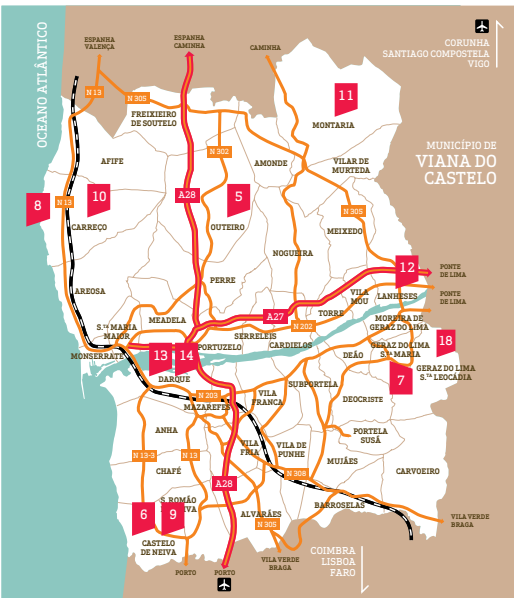 OCEANO ATLÂNTICO
ESPANHA
VALENÇA
ESPANHA
CAMINHA
CAMINHA
CORUNHA
SANTIAGO COMPOSTELA
VIGO
MUNICÍPIO DE
VIANA DO
CASTELO
N 13
N 305
FREIXIEIRO
DE SOUTELO
11
MONTARIA
N 302
AFIFE
AMONDE
VILAR DE
MURTEDA
8
N 13
10
A28
5
N 305
CARREÇO
OUTEIRO
MEIXEDO
NOGUEIRA
12
PONTE
DE LIMA
PERRE
AREOSA
VILA
MOU
LANHESES
PONTE
DE LIMA
MEADELA
A27
TORRE
MOREIRA DE
GERAZ DO LIMA
S.TA MARIA
MAIOR
N 202
SERRELEIS
CARDIELOS
PORTUZELO
MONSERRATE
13
14
DEÃO
GERAZ DO LIMA
S.TA MARIA
18
GERAZ DO LIMA
S.TA LEOCÁDIA
DARQUE
SUBPORTELA
7
N 203
MAZAREFES
VILA
FRANCA
DEOCRISTE
ANHA
PORTELA
SUSÃ
VILA
FRIA
VILA DE
PUNHE
N 13-3
N 13
MUJÃES
CHAFÉ
N 308
CARVOEIRO
A28
S. ROMÃO
6
9
BARROSELAS
ALVARÃES
N 305
VILA VERDE
BRAGA
CASTELO
DE NEIVA
COIMBRA
LISBOA
FARO
VILA VERDE
BRAGA
PORTO
PORTO